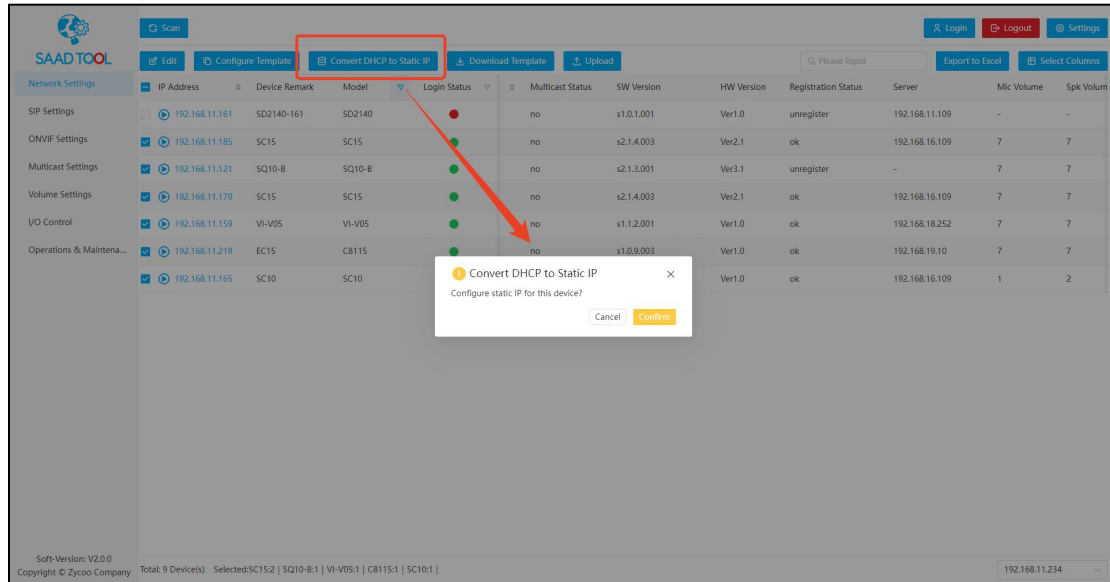 Scan
Login
Logout
Settings
SAAD TOOL
Edit
Configure Template
Convert DHCP to Static IP
Download Template
Upload
Please Input
Export to Excel
Select Columns
Network Settings
SIP Settings
ONVIF Settings
Multicast Settings
Volume Settings
I/O Control
Operations & Maintena...
IP Address Device Remark Model Login Status Multicast Status SW Version HW Version Registration Status Server Mic Volume Spk Volum
192.168.11.161 SD2140-161 SD2140 no s1.0.1.001 Ver1.0 unregister 192.168.11.109 - -
192.168.11.185 SC15 SC15 no s2.1.4.003 Ver2.1 ok 192.168.16.109 7 7
192.168.11.121 SQ10-B SQ10-B no s2.1.3.001 Ver3.1 unregister - 7 7
192.168.11.170 SC15 SC15 no s2.1.4.003 Ver2.1 ok 192.168.16.109 7 7
192.168.11.159 VI-V05 VI-V05 no s1.1.2.001 Ver1.0 ok 192.168.18.252 7 7
192.168.11.219 EC15 C8115 no s1.0.9.003 Ver1.0 ok 192.168.19.10 7 7
192.168.11.165 SC10 SC10 Ver1.0 ok 192.168.16.109 1 2
Convert DHCP to Static IP
Configure static IP for this device?
Cancel
Confirm
Soft-Version: V2.0.0
Copyright © Zycoo Company
Total: 9 Device(s) Selected:SC15:2 | SQ10-B:1 | VI-V05:1 | C8115:1 | SC10:1 |
192.168.11.234